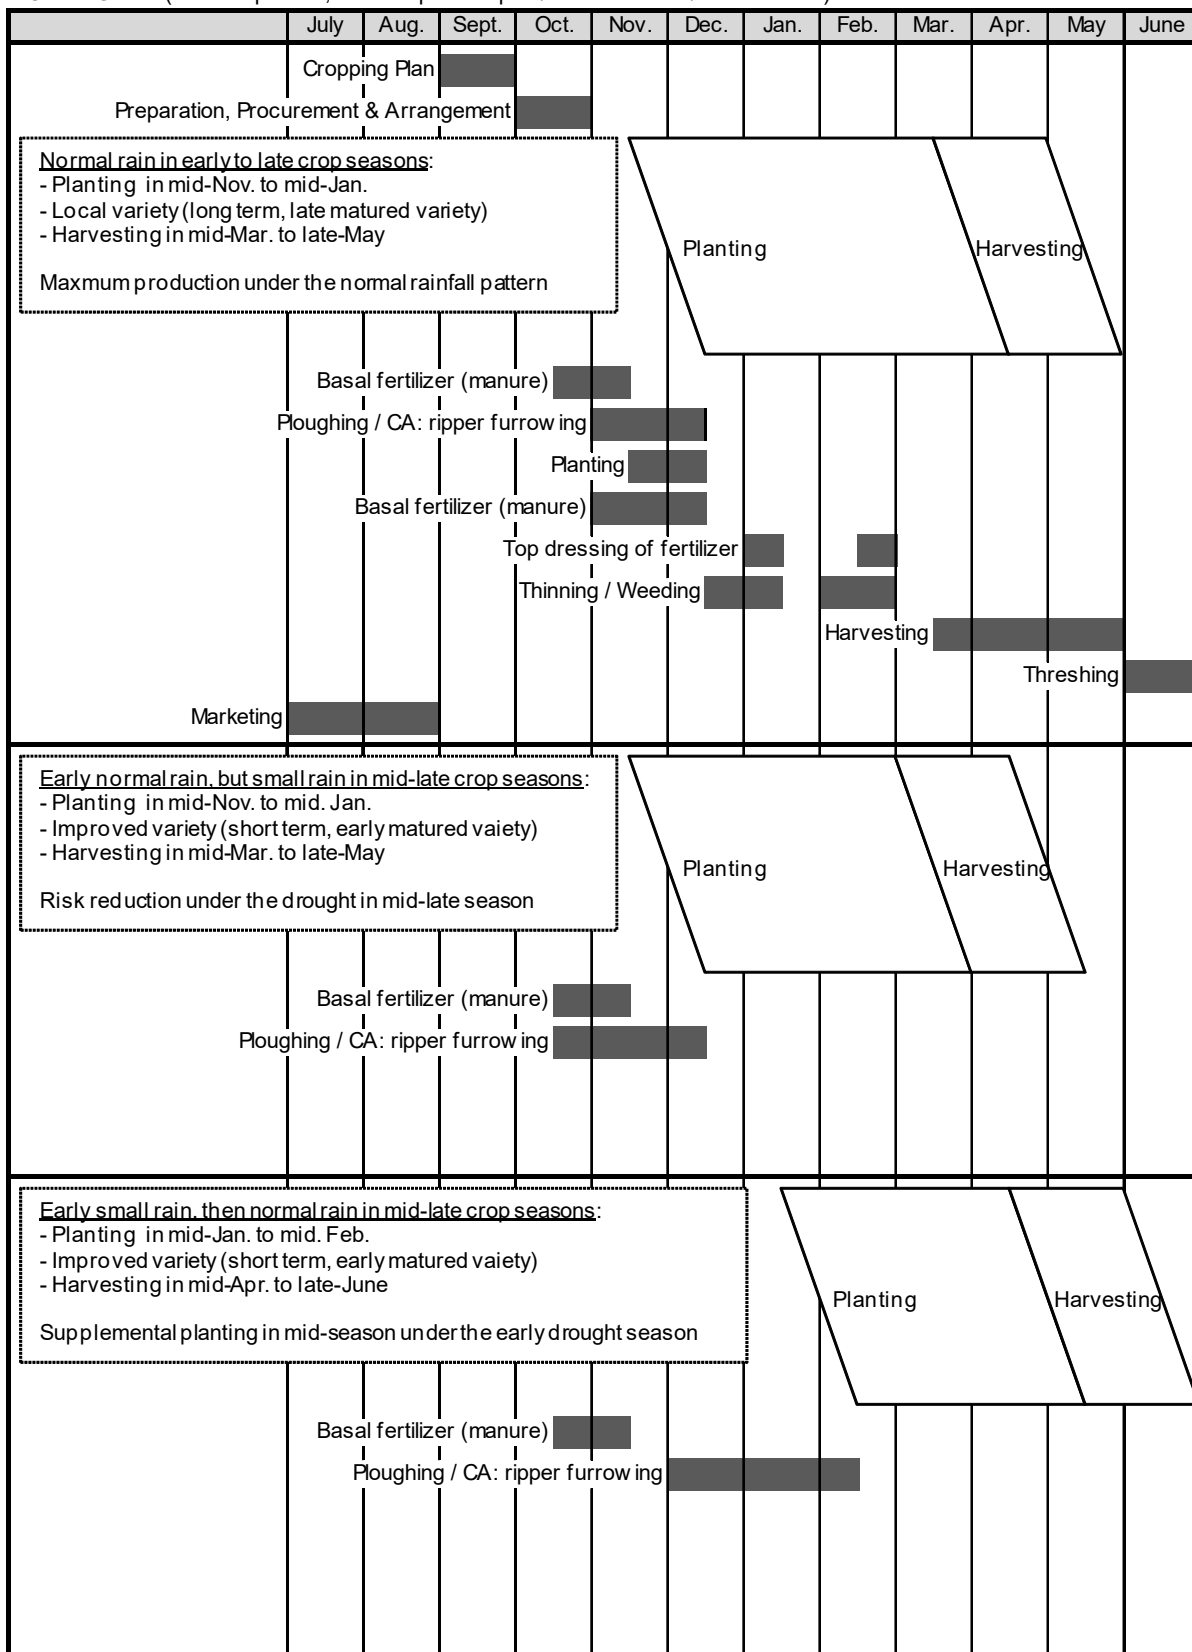 July Aug. Sept. Oct. Nov. Dec. Jan. Feb. Mar. Apr. May June
Cropping Plan
Preparation, Procurement & Arrangement
Normal rain in early to late crop seasons:
- Planting in mid-Nov. to mid-Jan.
- Local variety (long term, late matured variety)
- Harvesting in mid-Mar. to late-May
Planting
Harvesting
Maxmum production under the normal rainfall pattern
Basal fertilizer (manure)
Ploughing / CA: ripper furrowing
Planting
Basal fertilizer (manure)
Top dressing of fertilizer
Thinning / Weeding
Harvesting
Threshing
Marketing
Early normal rain, but small rain in mid-late crop seasons:
- Planting in mid-Nov. to mid. Jan.
- Improved variety (short term, early matured vaiety)
- Harvesting in mid-Mar. to late-May
Planting
Harvesting
Risk reduction under the drought in mid-late season
Basal fertilizer (manure)
Ploughing / CA: ripper furrowing
Early small rain, then normal rain in mid-late crop seasons:
- Planting in mid-Jan. to mid. Feb.
- Improved variety (short term, early matured vaiety)
- Harvesting in mid-Apr. to late-June
Planting
Harvesting
Supplemental planting in mid-season under the early drought season
Basal fertilizer (manure)
Ploughing / CA: ripper furrowing